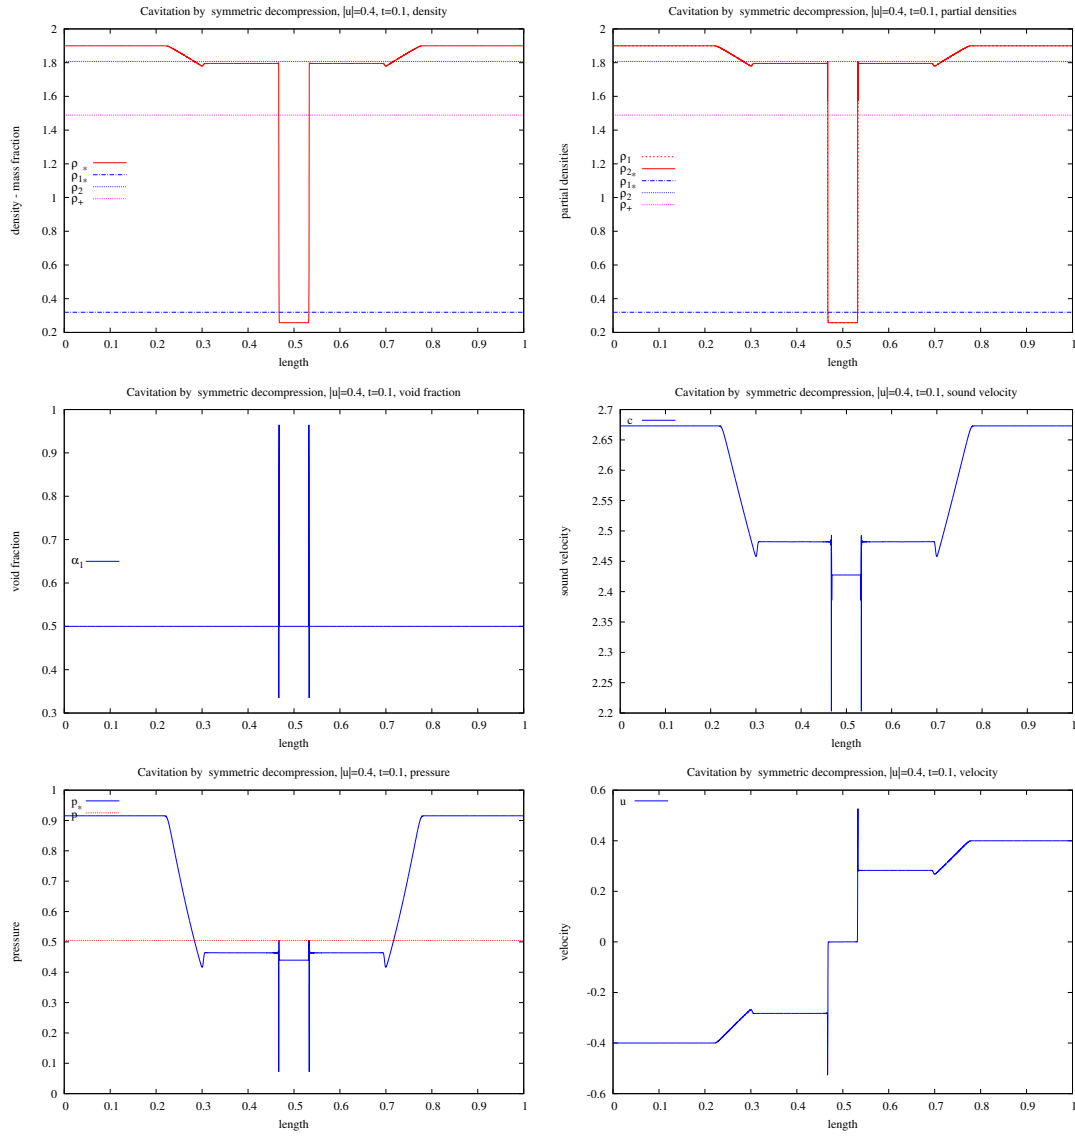 Cavitation by symmetric decompression, |u|=0.4, t=0.1, density
density - mass fraction
2
1.8
1.6
1.4
1.2
1
0.8
0.6
0.4
0.2
ρ *
ρ1*
ρ2
ρ+
0 0.1 0.2 0.3 0.4 0.5 0.6 0.7 0.8 0.9 1
length
Cavitation by symmetric decompression, |u|=0.4, t=0.1, partial densities
partial densities
2
1.8
1.6
1.4
1.2
1
0.8
0.6
0.4
0.2
ρ1
ρ2*
ρ1*
ρ2
ρ+
0 0.1 0.2 0.3 0.4 0.5 0.6 0.7 0.8 0.9 1
length
Cavitation by symmetric decompression, |u|=0.4, t=0.1, void fraction
void fraction
1
0.9
0.8
0.7
0.6
0.5
0.4
0.3
α1
0 0.1 0.2 0.3 0.4 0.5 0.6 0.7 0.8 0.9 1
length
Cavitation by symmetric decompression, |u|=0.4, t=0.1, sound velocity
sound velocity
2.7
2.65
2.6
2.55
2.5
2.45
2.4
2.35
2.3
2.25
2.2
c
0 0.1 0.2 0.3 0.4 0.5 0.6 0.7 0.8 0.9 1
length
Cavitation by symmetric decompression, |u|=0.4, t=0.1, pressure
pressure
1
0.9
0.8
0.7
0.6
0.5
0.4
0.3
0.2
0.1
0
p*
p
0 0.1 0.2 0.3 0.4 0.5 0.6 0.7 0.8 0.9 1
length
Cavitation by symmetric decompression, |u|=0.4, t=0.1, velocity
velocity
0.6
0.4
0.2
0
-0.2
-0.4
-0.6
u
0 0.1 0.2 0.3 0.4 0.5 0.6 0.7 0.8 0.9 1
length